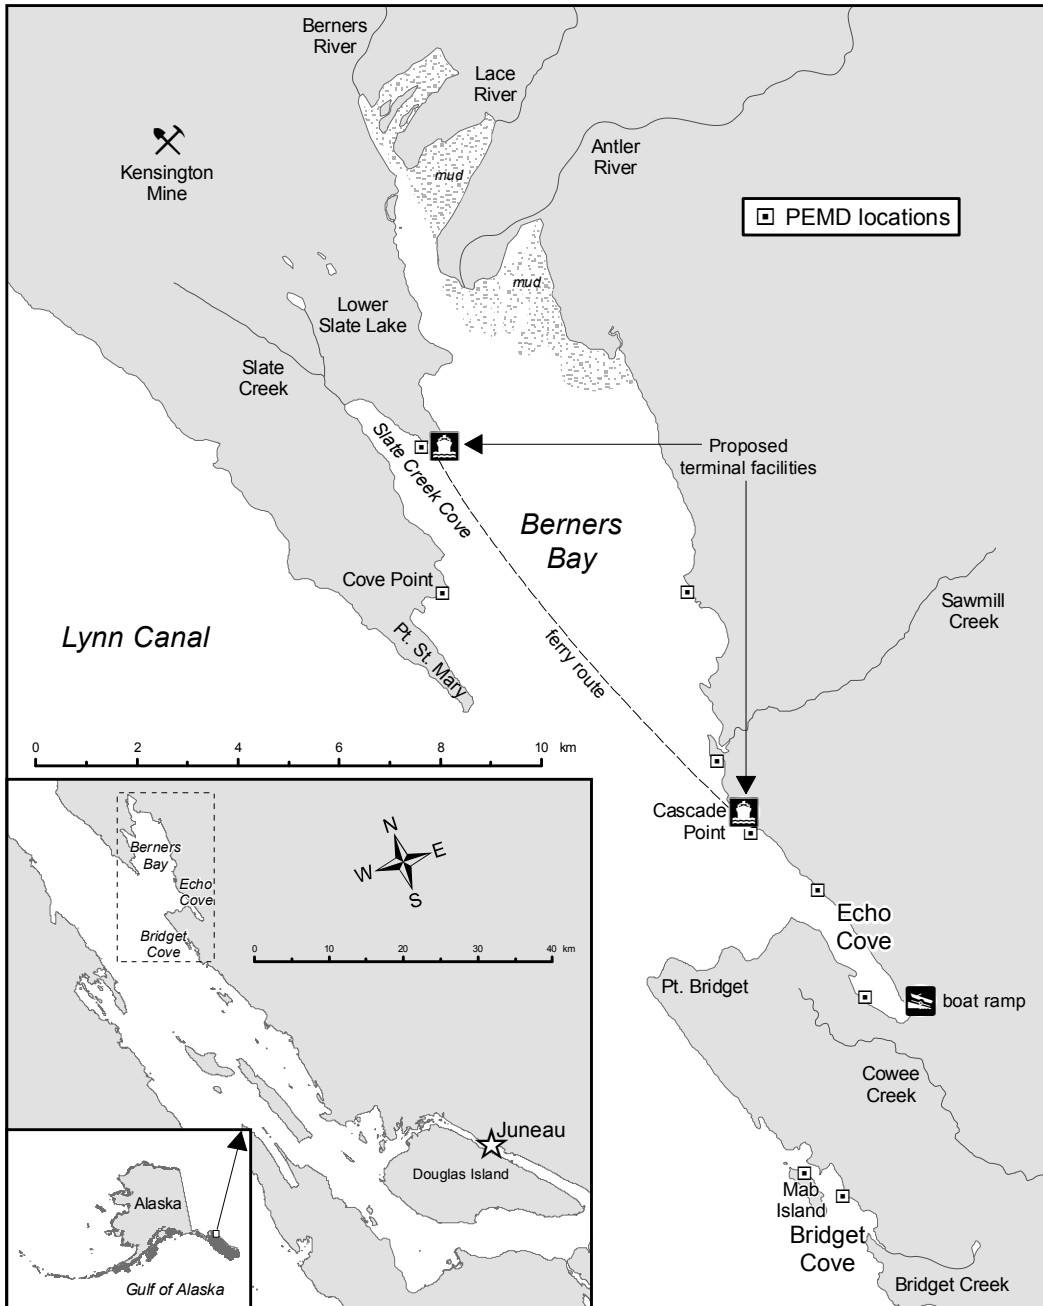 Berners
River
Lace
River
Antler
River
Kensington
Mine
mud
PEMD locations
mud
Lower
Slate Lake
Slate
Creek
Slate Creek Cove
Proposed
terminal facilities
Berners
Bay
Cove Point
Sawmill
Creek
Lynn Canal
Pt. St. Mary
ferry route
0 2 4 6 8 10 km
Cascade
Point
Echo
Cove
Pt. Bridget
boat ramp
Cowee
Creek
Mab
Island
Bridget
Cove
Bridget Creek
Berners
Bay
Echo
Cove
Bridget
Cove
N
E
W
S
0 10 20 30 40 km
Juneau
Douglas Island
Alaska
Gulf of Alaska